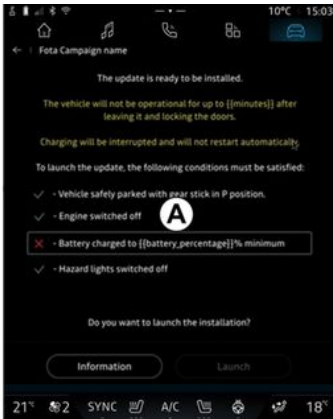 10°C 15:03
Fota Campaign name
The update is ready to be installed.
The vehicle will not be operational for up to {{minutes}} after
leaving it and locking the doors.
Charging will be interrupted and will not restart automatically.
To launch the update, the following conditions must be satisfied:
- Vehicle safely parked with gear stick in P position.
- Engine switched off
A
- Battery charged to {{battery_percentage}}% minimum
- Hazard lights switched off
Do you want to launch the installation?
Information Launch
21°C 2 SYNC A/C 18°C